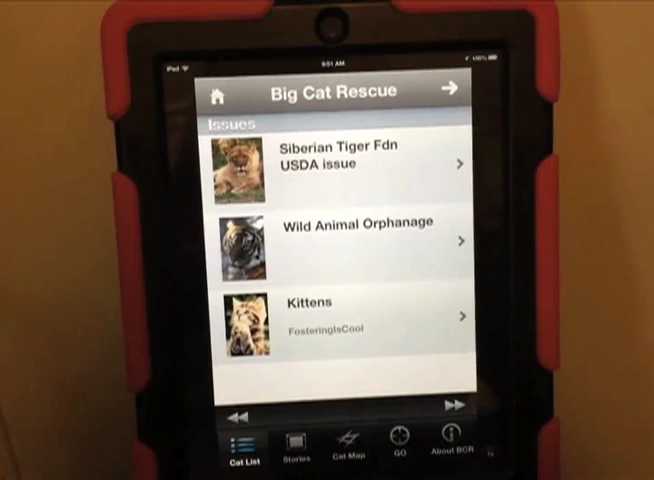 iPad
9:51 AM
100%
Big Cat Rescue
Issues
Siberian Tiger Fdn
USDA issue
Wild Animal Orphanage
Kittens
FosteringIsCool
Cat List
Stories
Cat Map
GO
About BCR